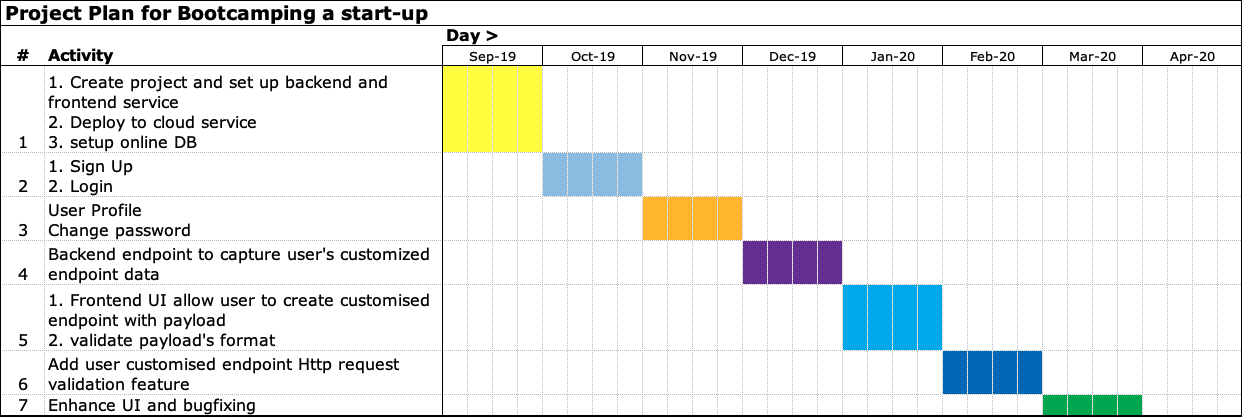 Project Plan for Bootcamping a start-up
Day >
# Activity Sep-19 Oct-19 Nov-19 Dec-19 Jan-20 Feb-20 Mar-20 Apr-20
1. Create project and set up backend and
frontend service
2. Deploy to cloud service
1 3. setup online DB
1. Sign Up
2 2. Login
User Profile
3 Change password
Backend endpoint to capture user's customized
4 endpoint data
1. Frontend UI allow user to create customised
endpoint with payload
5 2. validate payload's format
Add user customised endpoint Http request
6 validation feature
7 Enhance UI and bugfixing